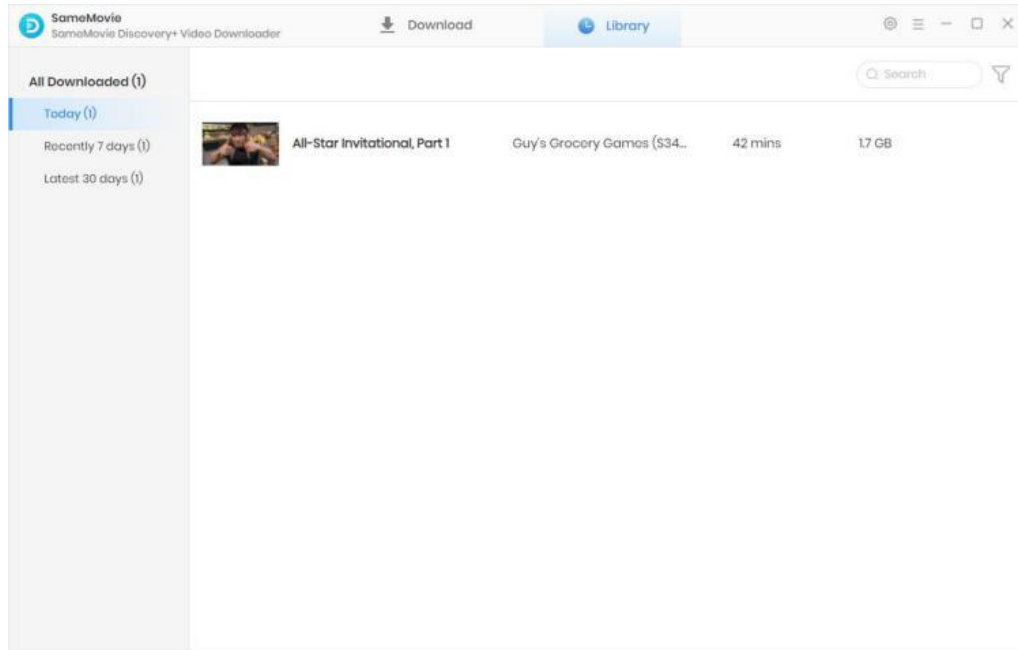 SameMovie
SameMovie Discovery+ Video Downloader
Download
Library
All Downloaded (1)
Search
Today (1)
Recently 7 days (1)
Latest 30 days (1)
All-Star Invitational, Part 1
Guy's Grocery Games (S34...
42 mins
1.7 GB